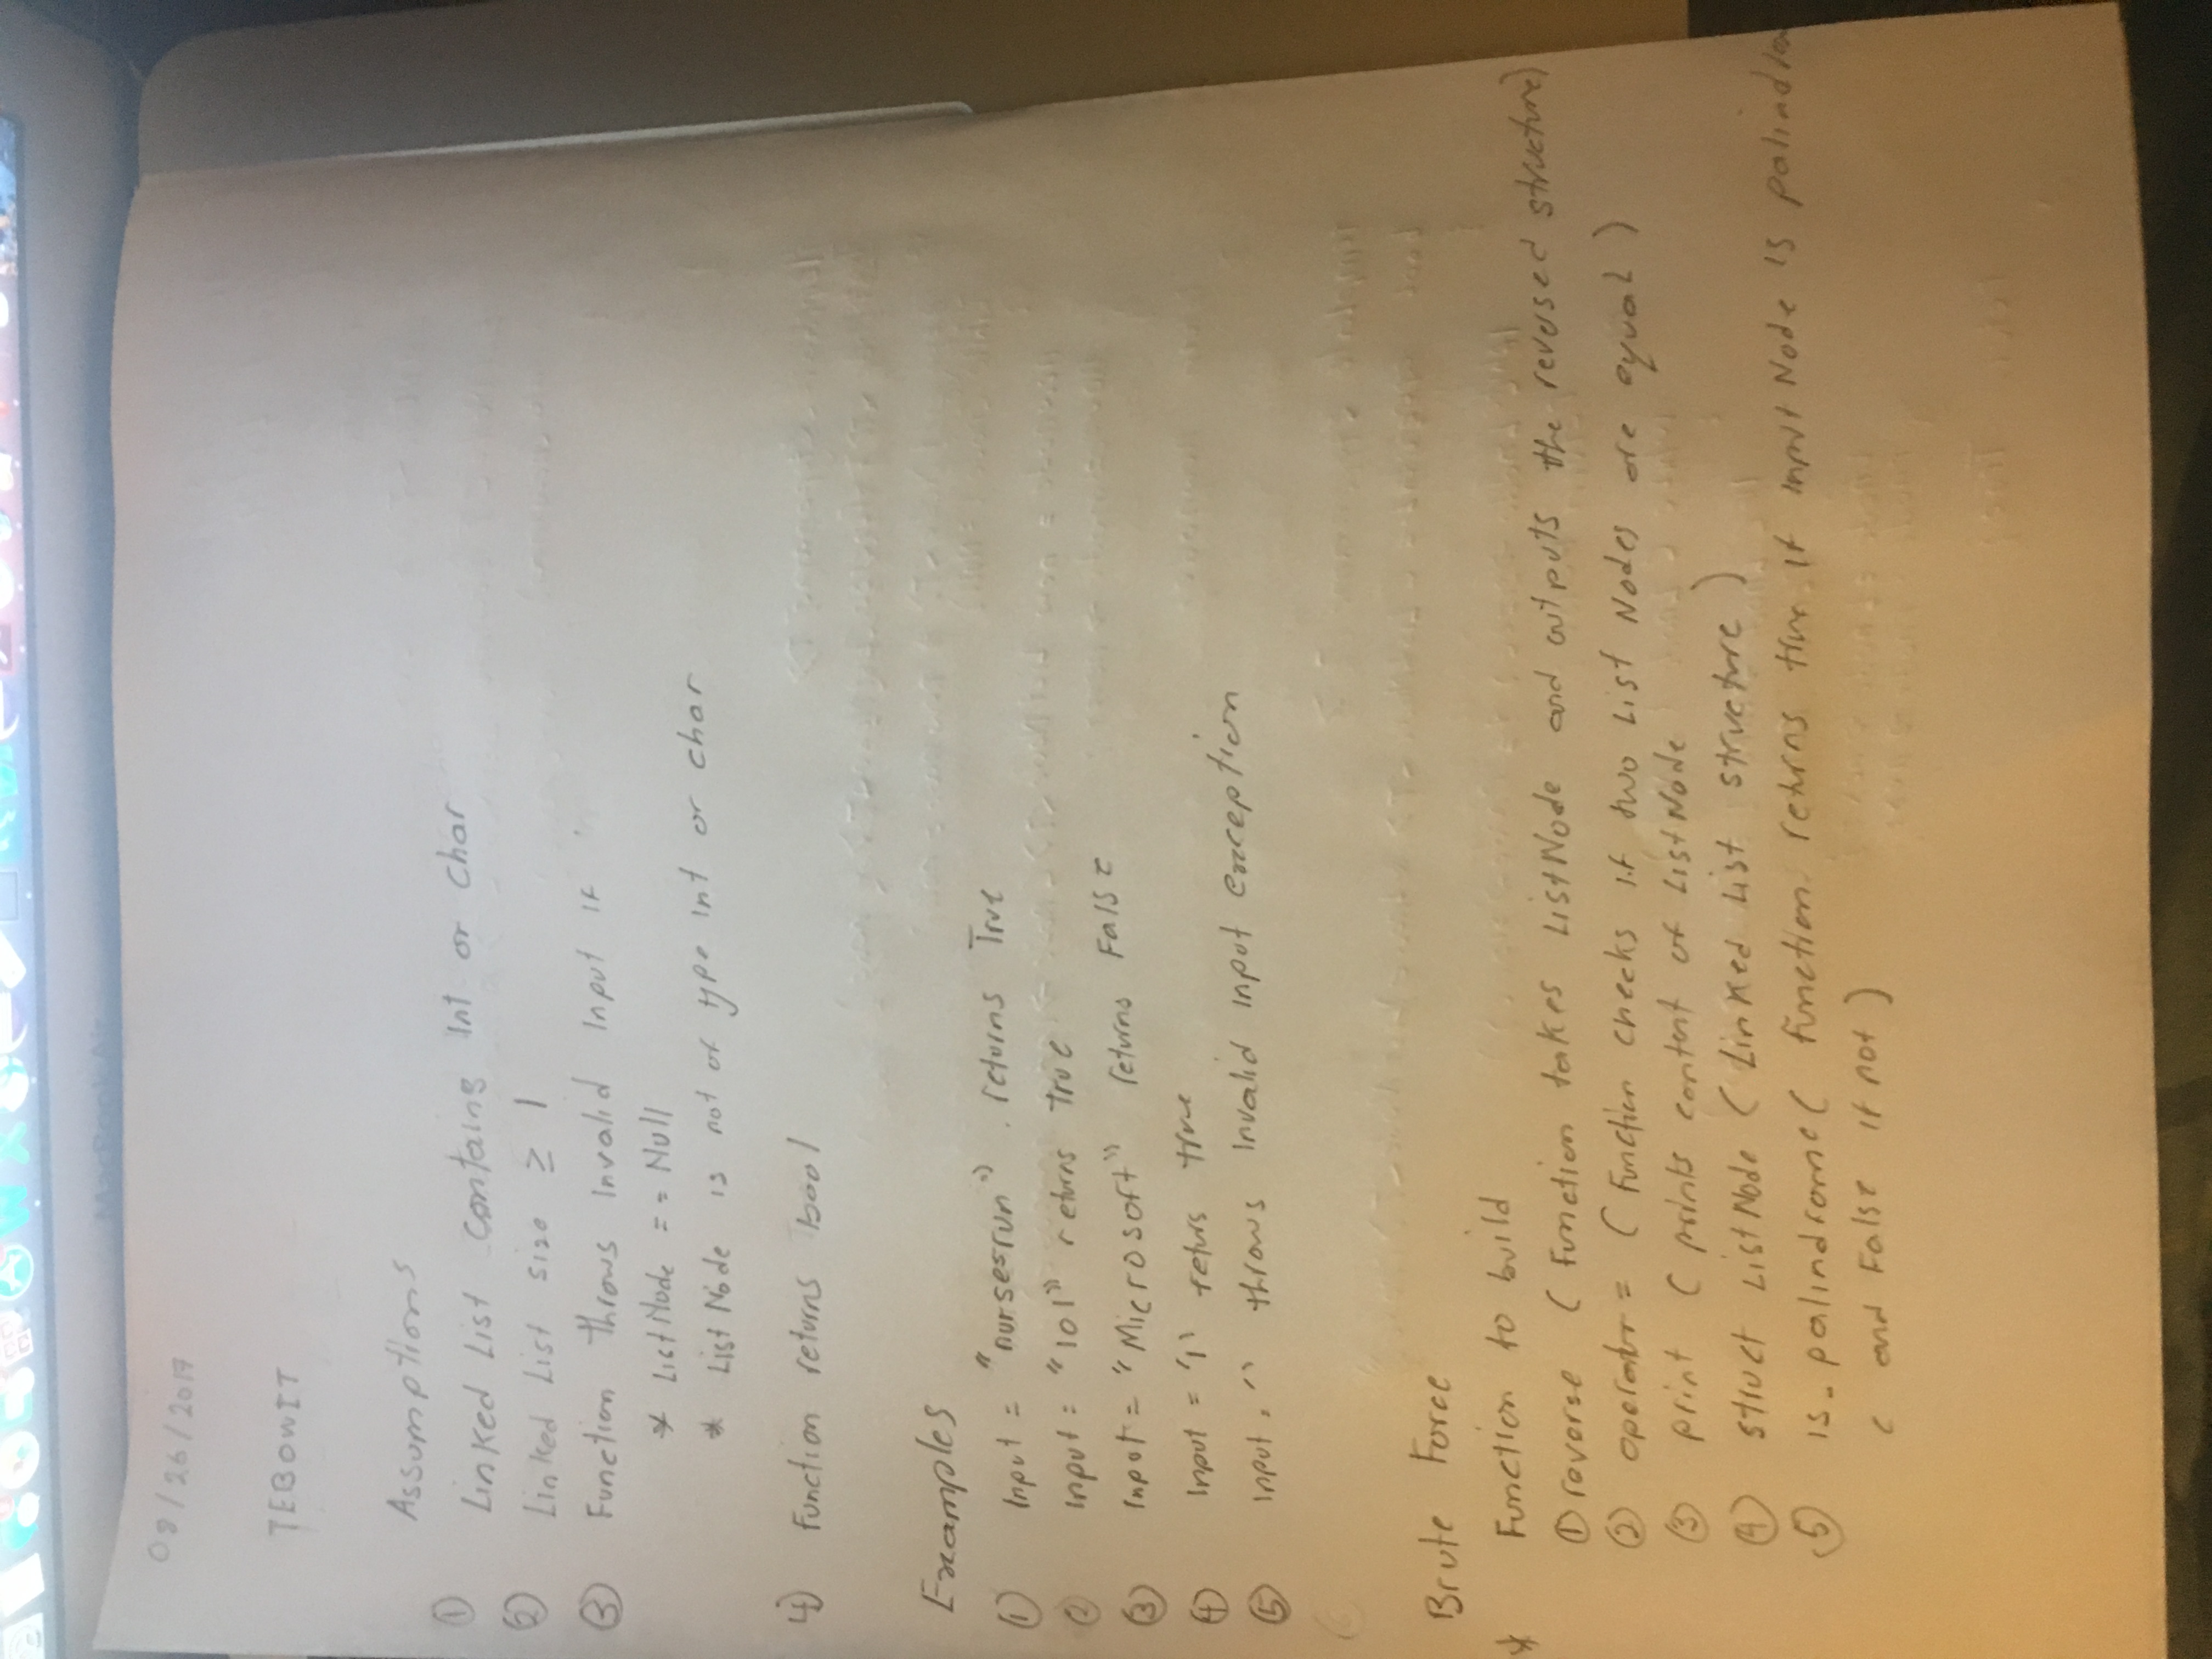 MacBook Air
08/26/2017
TEBOWIT
Assumptions
① Linked List contains Int or Char
② Linked List size ≥ 1
③ Function throws Invalid Input if
* ListNode == Null
* ListNode is not of type Int or char
4) Function returns bool
Examples
① Input = "nursesrun" . returns True
② Input = "101" returns True
③ Input = "Microsoft" returns False
④ Input = '1' returs true
⑤ Input = '' throws Invalid input exception
Brute Force
* Function to build
① reverse ( Function takes ListNode and outputs the reversed structure)
② operator = ( Function checks if two List Nodes are equal )
③ print ( prints content of ListNode
④ struct ListNode ( Linked List structure )
⑤ is_palindrome ( function returns true if input Node is palindrom
e and False if not )